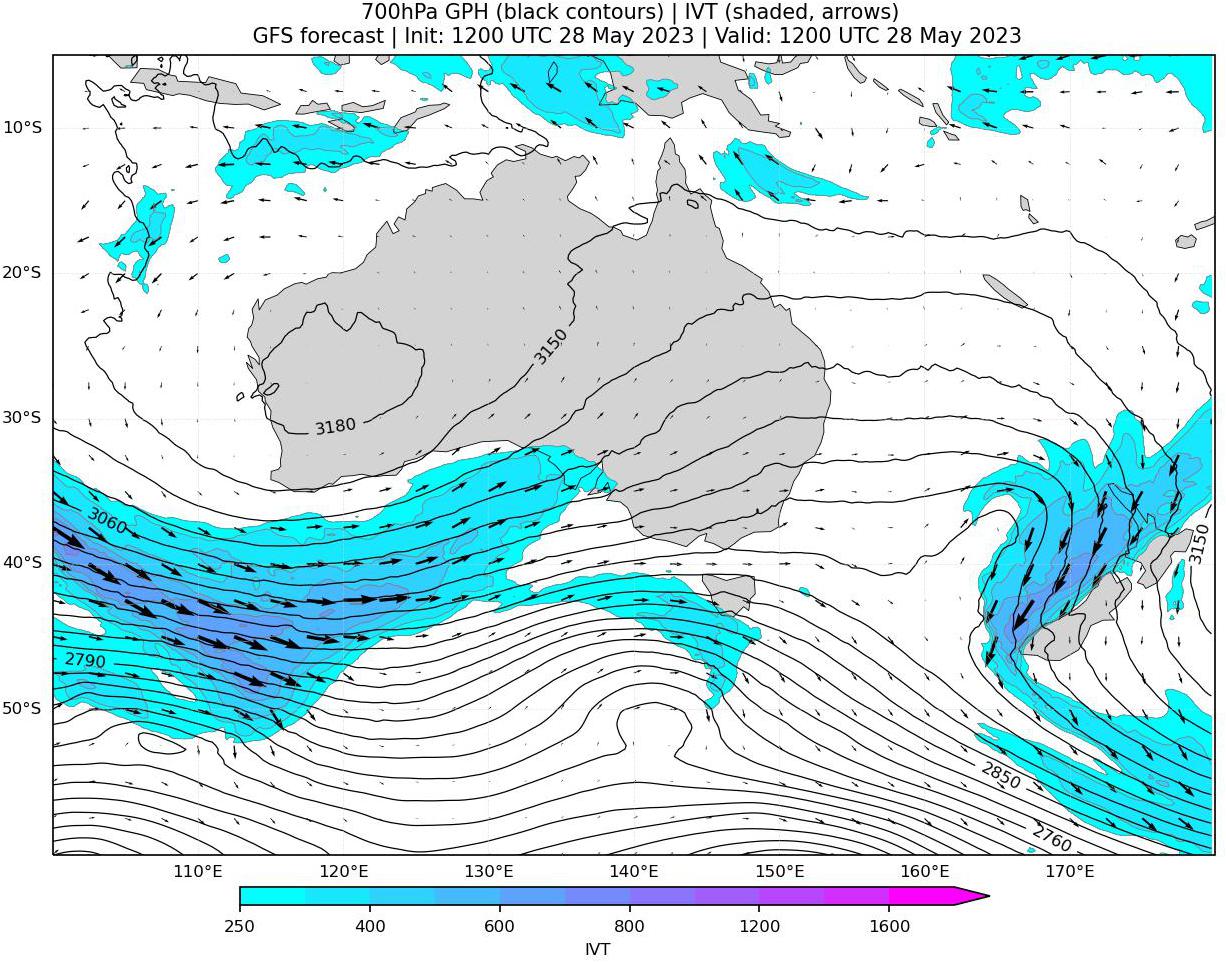 700hPa GPH (black contours) | IVT (shaded, arrows)
GFS forecast | Init: 1200 UTC 28 May 2023 | Valid: 1200 UTC 28 May 2023
10°S
20°S
3150
3180
30°S
3060
3150
40°S
2790
50°S
2850
2760
110°E 120°E 130°E 140°E 150°E 160°E 170°E
250 400 600 800 1200 1600
IVT